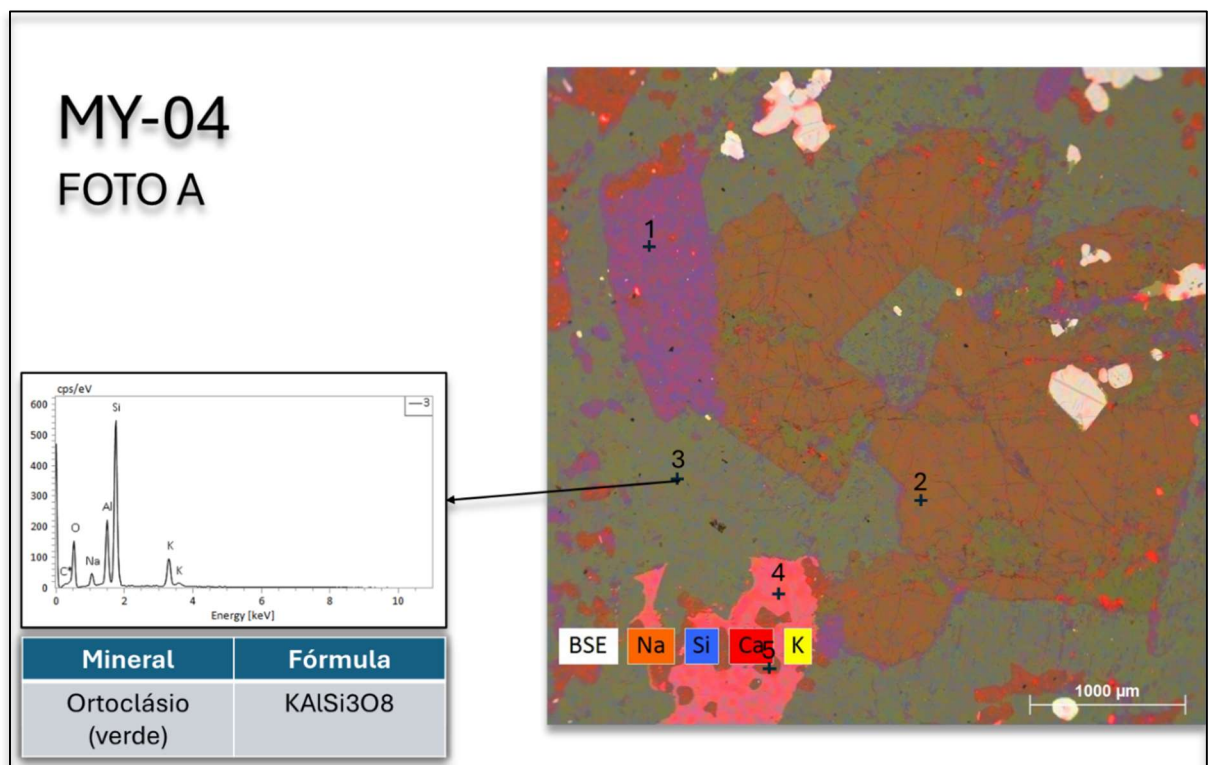 MY-04
FOTO A
1
3
2
4
5
BSE Na Si Ca K
1000 µm
cps/eV
3
600
500
400
300
200
100
0
Si
Al
O
Na
C
K
K
0 2 4 6 8 10
Energy [keV]
Mineral Fórmula
Ortoclásio KAlSi3O8
(verde)